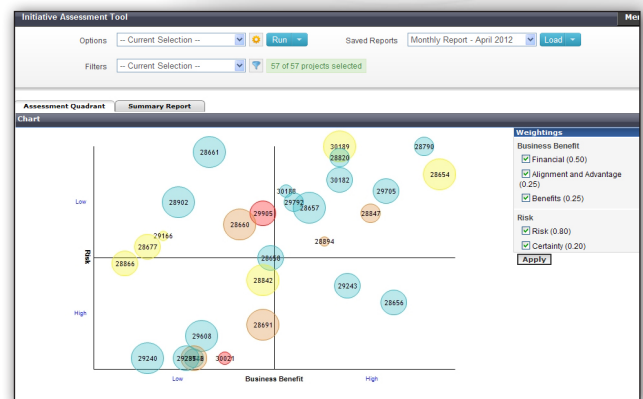 Initiative Assessment Tool
Me
Options
-- Current Selection --
Run
Saved Reports
Monthly Report - April 2012
Load
Filters
-- Current Selection --
57 of 57 projects selected
Assessment Quadrant
Summary Report
Chart
Weightings
Business Benefit
Financial (0.50)
Alignment and Advantage
(0.25)
Benefits (0.25)
Risk
Risk (0.80)
Certainty (0.20)
Apply
28661
30189
28820
28790
28654
30182
30188
29705
Low
28902
29792
28657
29905
28847
28660
29166
28894
28677
Risk
28866
28650
28842
29243
28656
High
28691
29608
29240
30021
Low
Business Benefit
High